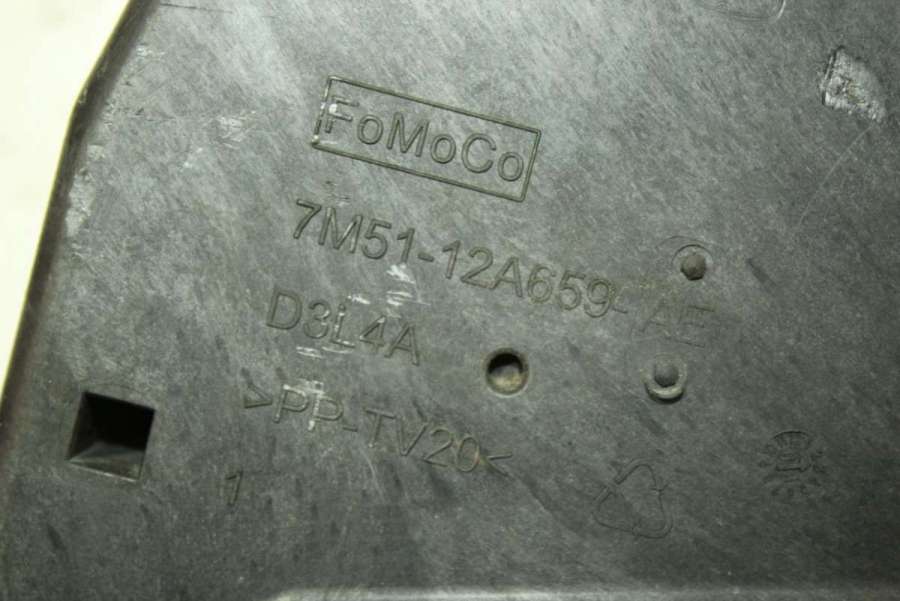 FoMoCo
7M51-12A659-AE
D3L4A
>PP-TV20<
1